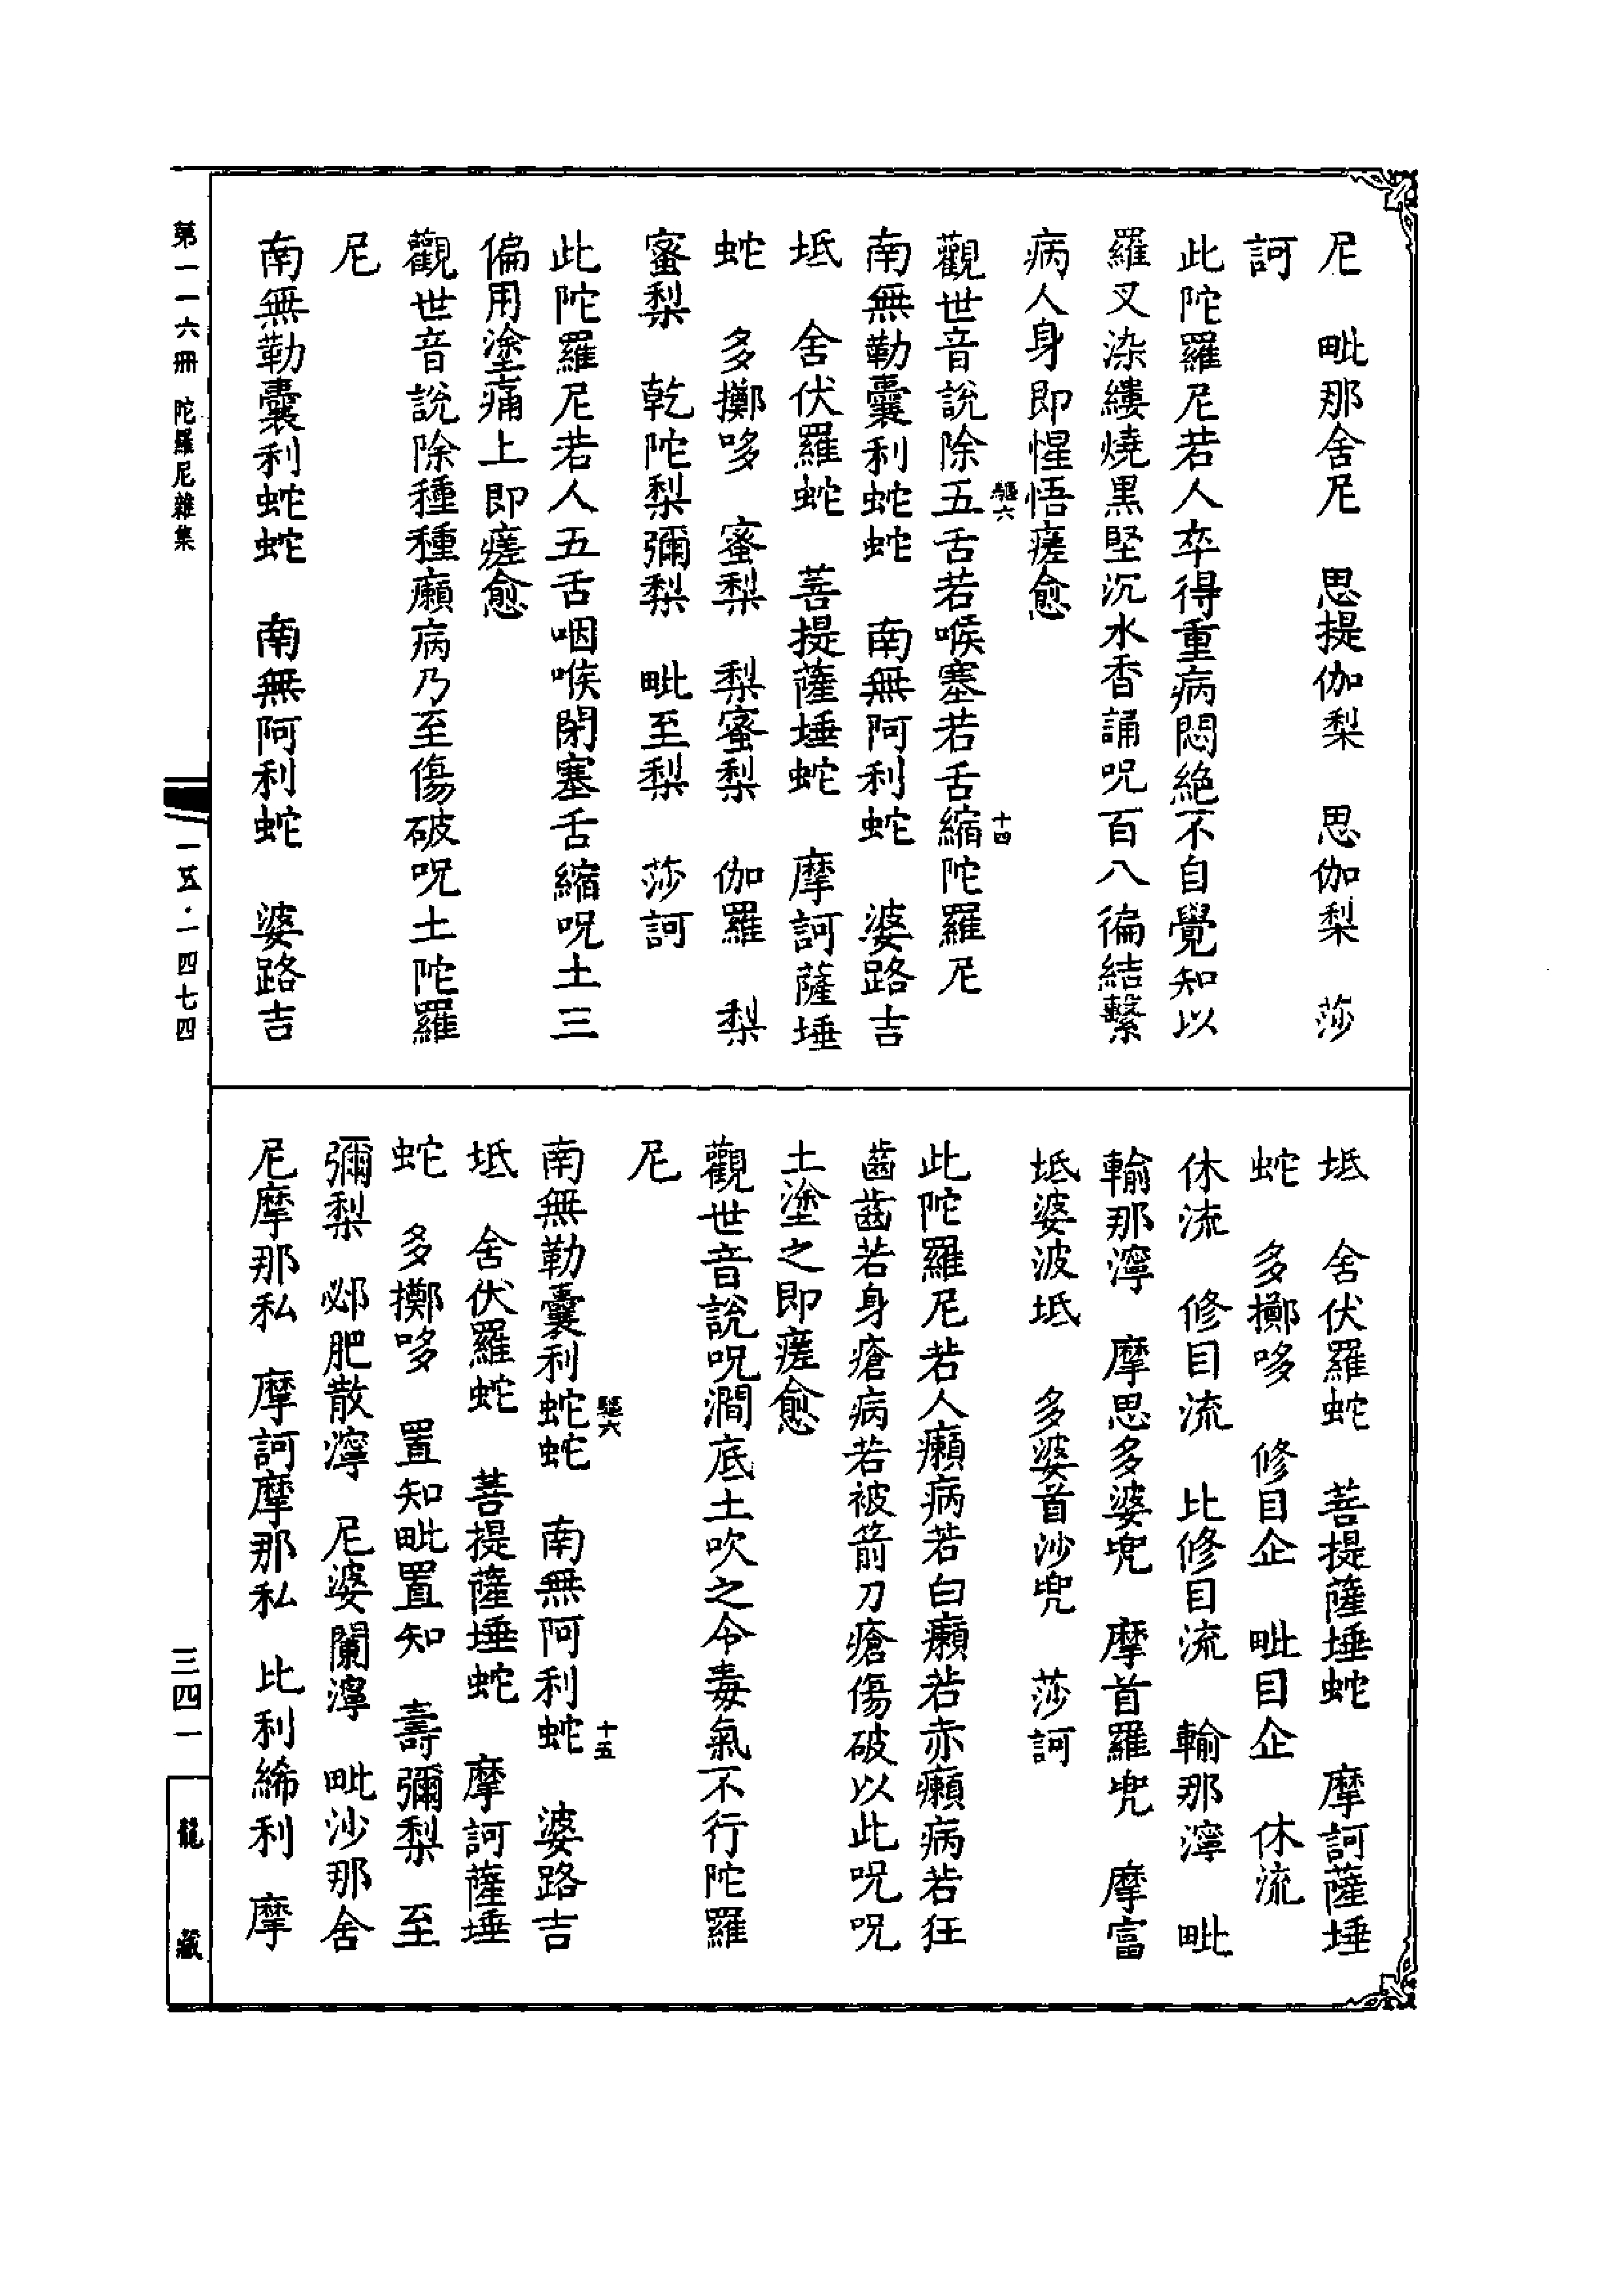 尼　毗那舍尼　思提伽梨　思伽梨　莎
訶
此陀羅尼若人卒得重病悶絶不自覺知以
羅叉染縷燒黑堅沉水香誦呪百八徧結繫
病人身即惺悟瘥愈
驅六　十四
觀世音說除五舌若喉塞若舌縮陀羅尼
南無勒囊利蛇蛇　南無阿利蛇　婆路吉
坻　舍伏羅蛇　菩提薩埵蛇　摩訶薩埵
蛇　多擲哆　蜜梨　梨蜜梨　伽羅　梨
蜜梨　乾陀梨彌梨　毗至梨　莎訶
此陀羅尼若人五舌咽喉閉塞舌縮呪土三
偏用塗痛上即瘥愈
觀世音說除種種癩病乃至傷破呪土陀羅
尼
南無勒囊利蛇蛇　南無阿利蛇　婆路吉
坻　舍伏羅蛇　菩提薩埵蛇　摩訶薩埵
蛇　多擲哆　修目企　毗目企　休流
休流　修目流　比修目流　輸那濘　毗
輸那濘　摩思多婆兜　摩首羅兜　摩富
坻婆波坻　多婆首沙兜　莎訶
此陀羅尼若人癩病若白癩若赤癩病若狂
齒齒若身瘡病若被箭刀瘡傷破以此呪呪
土塗之即瘥愈
觀世音說呪澗底土吹之令毒氣不行陀羅
尼
驅六　十五
南無勒囊利蛇蛇　南無阿利蛇　婆路吉
坻　舍伏羅蛇　菩提薩埵蛇　摩訶薩埵
蛇　多擲哆　置知毗置知　壽彌梨　至
彌梨　邲肥散濘　尼婆闌濘　毗沙那舍
尼摩那私　摩訶摩那私　比利絺利　摩
第一一六冊　陀羅尼雜集
一五·一四七四
三四一
龍藏